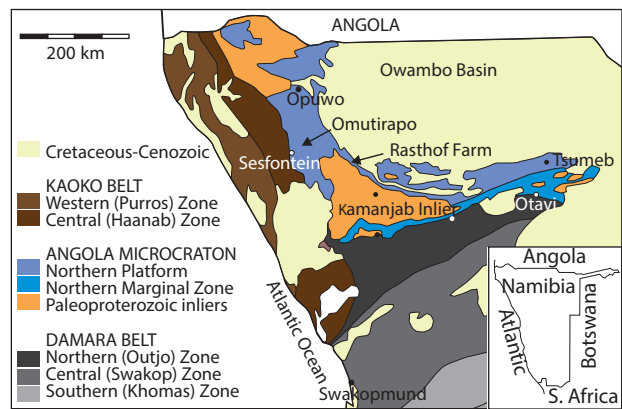 ANGOLA
200 km
Owambo Basin
Opuwo
Omutirapo
Rasthof Farm
Sesfontein
Tsumeb
Kamanjab Inlier
Otavi
Cretaceous-Cenozoic
KAOKO BELT
Western (Purros) Zone
Central (Haanab) Zone
ANGOLA MICROCRATON
Northern Platform
Northern Marginal Zone
Paleoproterozoic inliers
DAMARA BELT
Northern (Outjo) Zone
Central (Swakop) Zone
Southern (Khomas) Zone
Atlantic Ocean
Swakopmund
Angola
Namibia
Atlantic
Botswana
S. Africa